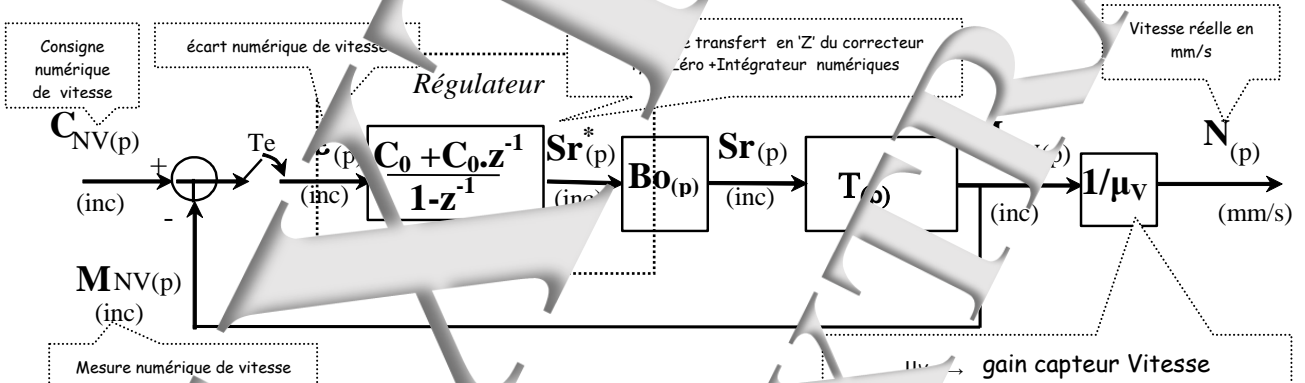 Consigne
numérique
de vitesse
écart numérique de vitesse
transfert en 'Z' du correcteur
Zéro +Intégrateur numériques
Vitesse réelle en
mm/s
Régulateur
C NV(p)
+
-
(inc)
Te
(p)
(inc)
C0 +C0.z-1
1-z-1
Sr*(p)
(inc)
Bo(p)
Sr(p)
(inc)
T(p)
(p)
(inc)
1/µV
N(p)
(mm/s)
MNV(p)
(inc)
Mesure numérique de vitesse
→ gain capteur Vitesse